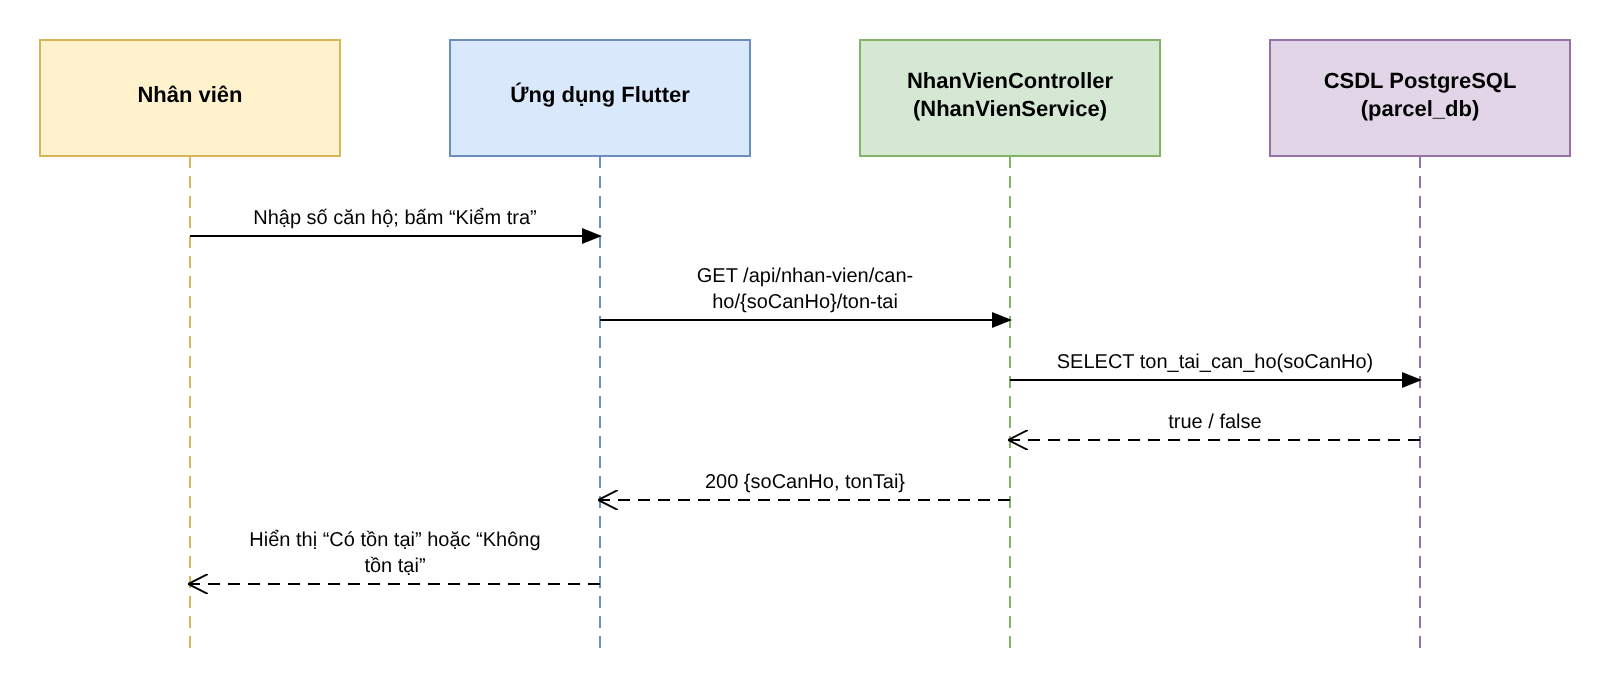 Nhân viên
Ứng dụng Flutter
NhanVienController
(NhanVienService)
CSDL PostgreSQL
(parcel_db)
Nhập số căn hộ; bấm “Kiểm tra”
GET /api/nhan-vien/can-
ho/{soCanHo}/ton-tai
SELECT ton_tai_can_ho(soCanHo)
true / false
200 {soCanHo, tonTai}
Hiển thị “Có tồn tại” hoặc “Không
tồn tại”